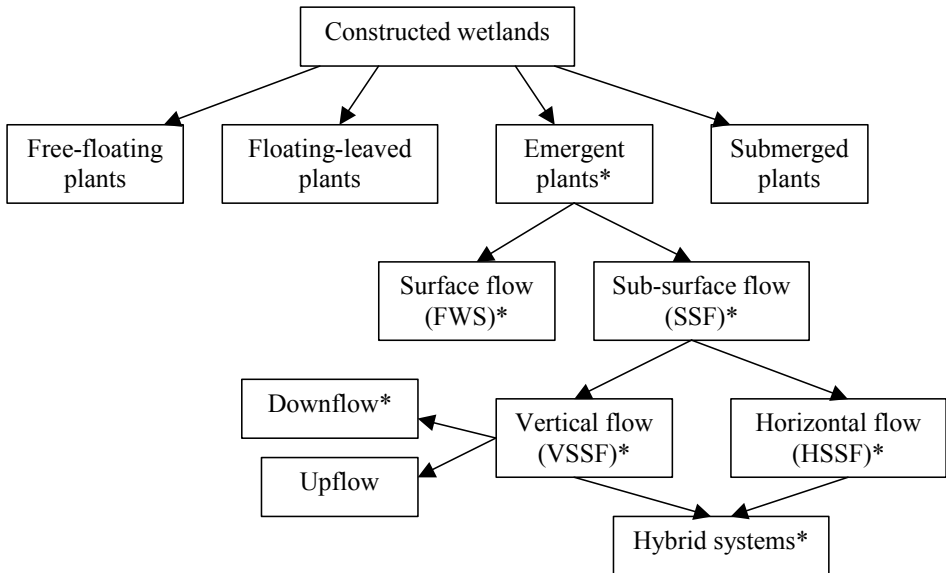 Constructed wetlands
Free-floating
plants
Floating-leaved
plants
Emergent
plants*
Submerged
plants
Surface flow
(FWS)*
Sub-surface flow
(SSF)*
Downflow*
Upflow
Vertical flow
(VSSF)*
Horizontal flow
(HSSF)*
Hybrid systems*